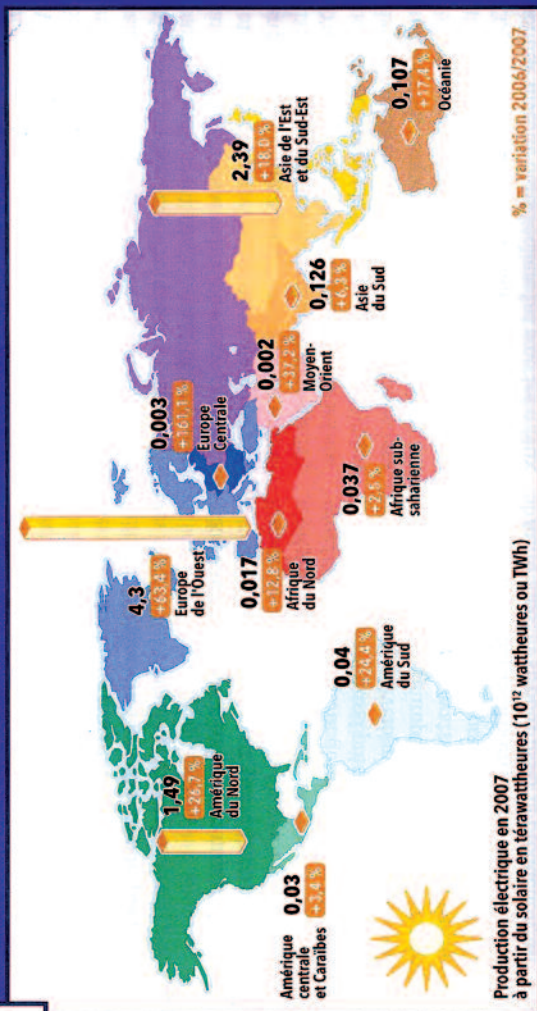 1,49
+26,7 %
Amérique
du Nord
0,03
+3,4 %
Amérique
centrale
et Caraïbes
0,04
+24,4 %
Amérique
du Sud
4,3
+63,4 %
Europe
de l'Ouest
0,003
+161,1 %
Europe
Centrale
0,017
+12,8 %
Afrique
du Nord
0,002
+37,2 %
Moyen-
Orient
0,037
Afrique sub-
saharienne
2,39
+18,0 %
Asie de l'Est
et du Sud-Est
0,126
+6,3 %
Asie
du Sud
0,107
+17,4 %
Océanie
Production électrique en 2007
à partir du solaire en térawattheures (10¹² wattheures ou TWh)
% = variation 2006/2007